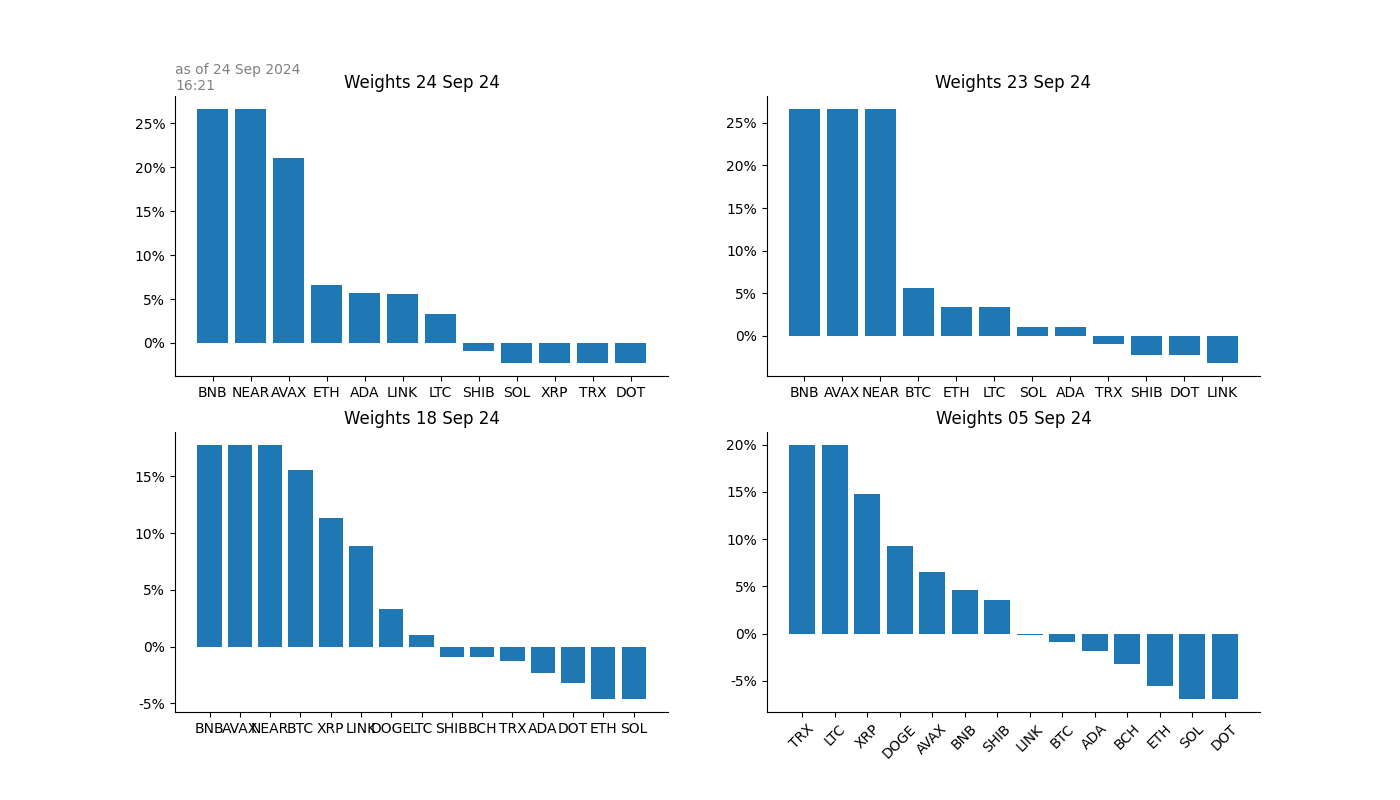 as of 24 Sep 2024
16:21
Weights 24 Sep 24
25%
20%
15%
10%
5%
0%
BNB NEAR AVAX ETH ADA LINK LTC SHIB SOL XRP TRX DOT
Weights 23 Sep 24
25%
20%
15%
10%
5%
0%
BNB AVAX NEAR BTC ETH LTC SOL ADA TRX SHIB DOT LINK
Weights 18 Sep 24
15%
10%
5%
0%
-5%
BNB AVAX NEAR BTC XRP LINK DOGE LTC SHIB BCH TRX ADA DOT ETH SOL
Weights 05 Sep 24
20%
15%
10%
5%
0%
-5%
TRX LTC XRP DOGE AVAX BNB SHIB LINK BTC ADA BCH ETH SOL DOT